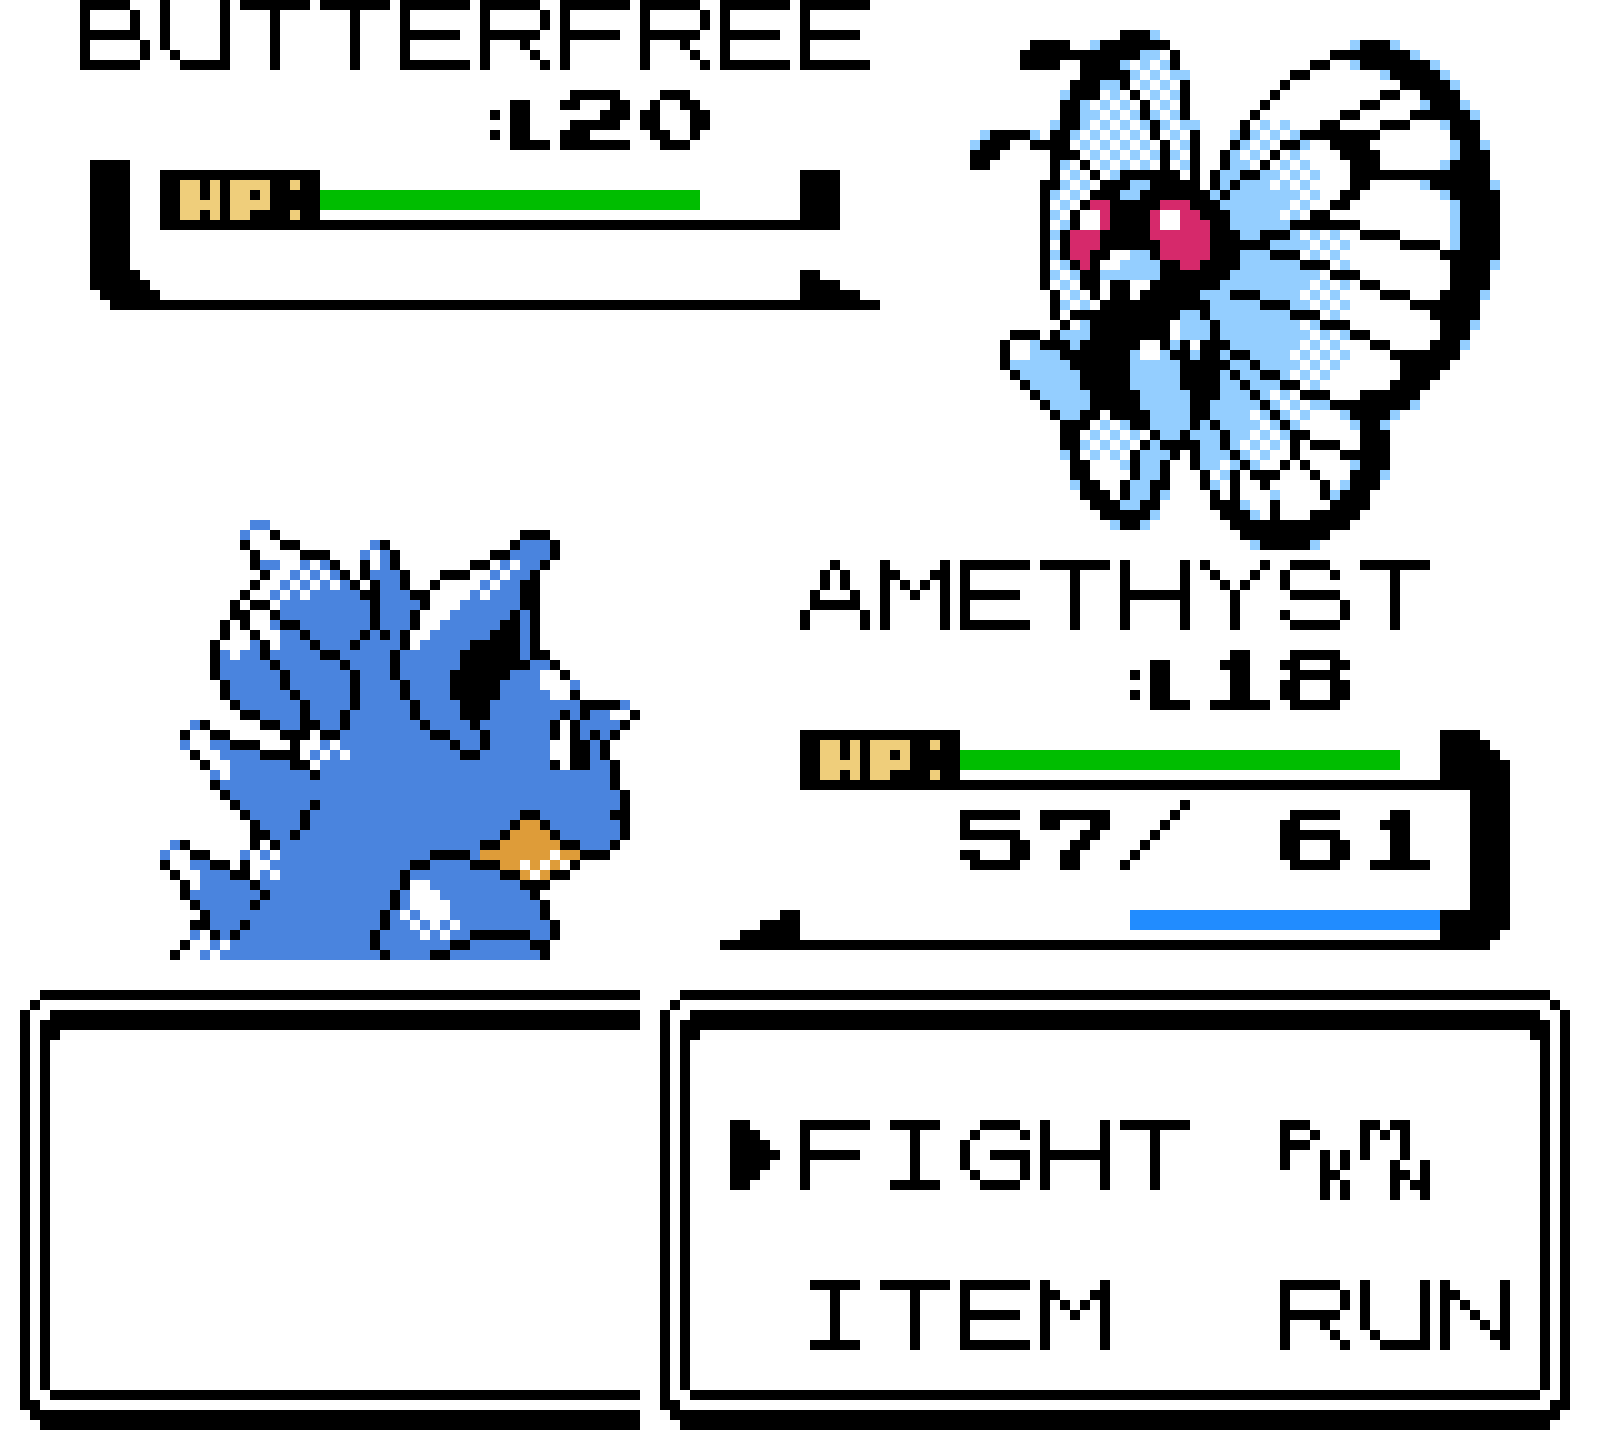 BUTTERFREE
:L20
HP:
AMETHYST
:L18
HP:
57/ 61
▶FIGHT PKMN
ITEM RUN